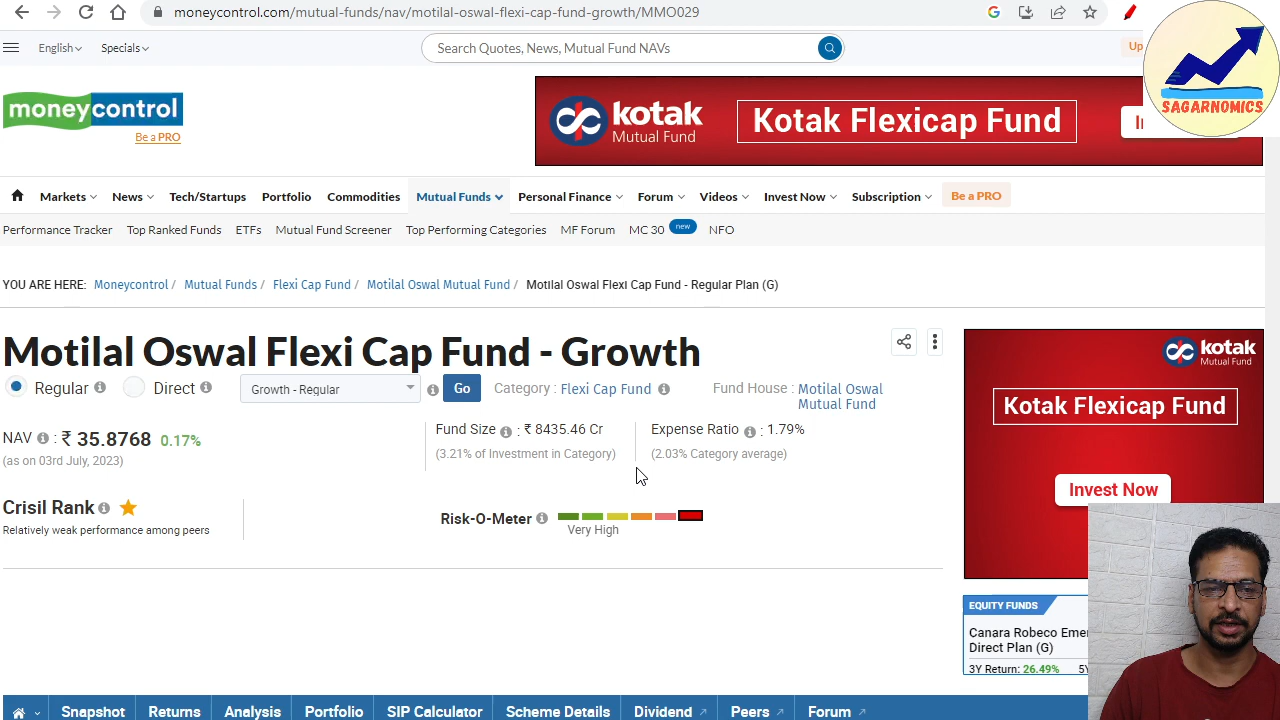 moneycontrol.com/mutual-funds/nav/motilal-oswal-flexi-cap-fund-growth/MMO029
English
Specials
Search Quotes, News, Mutual Fund NAVs
Up
SAGARNOMICS
moneycontrol
Be a PRO
kotak
Mutual Fund
Kotak Flexicap Fund
Markets News Tech/Startups Portfolio Commodities Mutual Funds Personal Finance Forum Videos Invest Now Subscription Be a PRO
Performance Tracker Top Ranked Funds ETFs Mutual Fund Screener Top Performing Categories MF Forum MC 30 new NFO
YOU ARE HERE: Moneycontrol / Mutual Funds / Flexi Cap Fund / Motilal Oswal Mutual Fund / Motilal Oswal Flexi Cap Fund - Regular Plan (G)
Motilal Oswal Flexi Cap Fund - Growth
Regular Direct Growth - Regular Go Category : Flexi Cap Fund Fund House : Motilal Oswal
Mutual Fund
NAV : ₹ 35.8768 0.17%
(as on 03rd July, 2023)
Fund Size : ₹ 8435.46 Cr
(3.21% of Investment in Category)
Expense Ratio : 1.79%
(2.03% Category average)
Crisil Rank
Relatively weak performance among peers
Risk-O-Meter
Very High
kotak
Mutual Fund
Kotak Flexicap Fund
Invest Now
EQUITY FUNDS
Canara Robeco Eme
Direct Plan (G)
3Y Return: 26.49% 5Y
Snapshot Returns Analysis Portfolio SIP Calculator Scheme Details Dividend Peers Forum